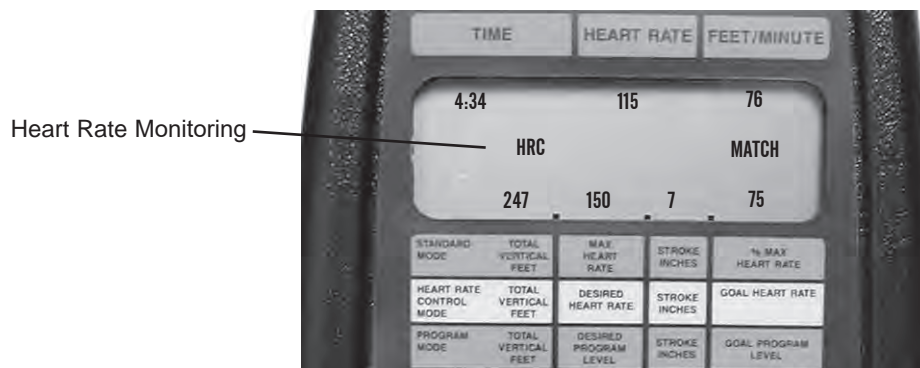 TIME HEART RATE FEET/MINUTE
4:34 115 76
Heart Rate Monitoring
HRC MATCH
247 150 7 75
STANDARD MODE TOTAL VERTICAL FEET MAX HEART RATE STROKE INCHES % MAX HEART RATE
HEART RATE CONTROL MODE TOTAL VERTICAL FEET DESIRED HEART RATE STROKE INCHES GOAL HEART RATE
PROGRAM MODE TOTAL VERTICAL FEET DESIRED PROGRAM LEVEL STROKE INCHES GOAL PROGRAM LEVEL